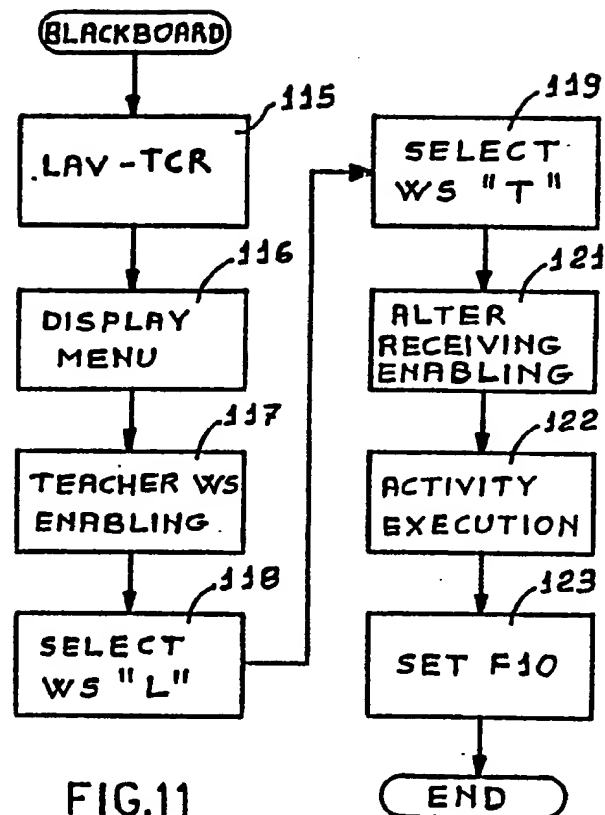 BLACKBOARD
115
.LAV-TCR
116
DISPLAY
MENU
117
TEACHER WS
ENABLING.
118
SELECT
WS "L"
119
SELECT
WS "T"
121
ALTER
RECEIVING
ENABLING
122
ACTIVITY
EXECUTION
123
SET F10
END
FIG.11